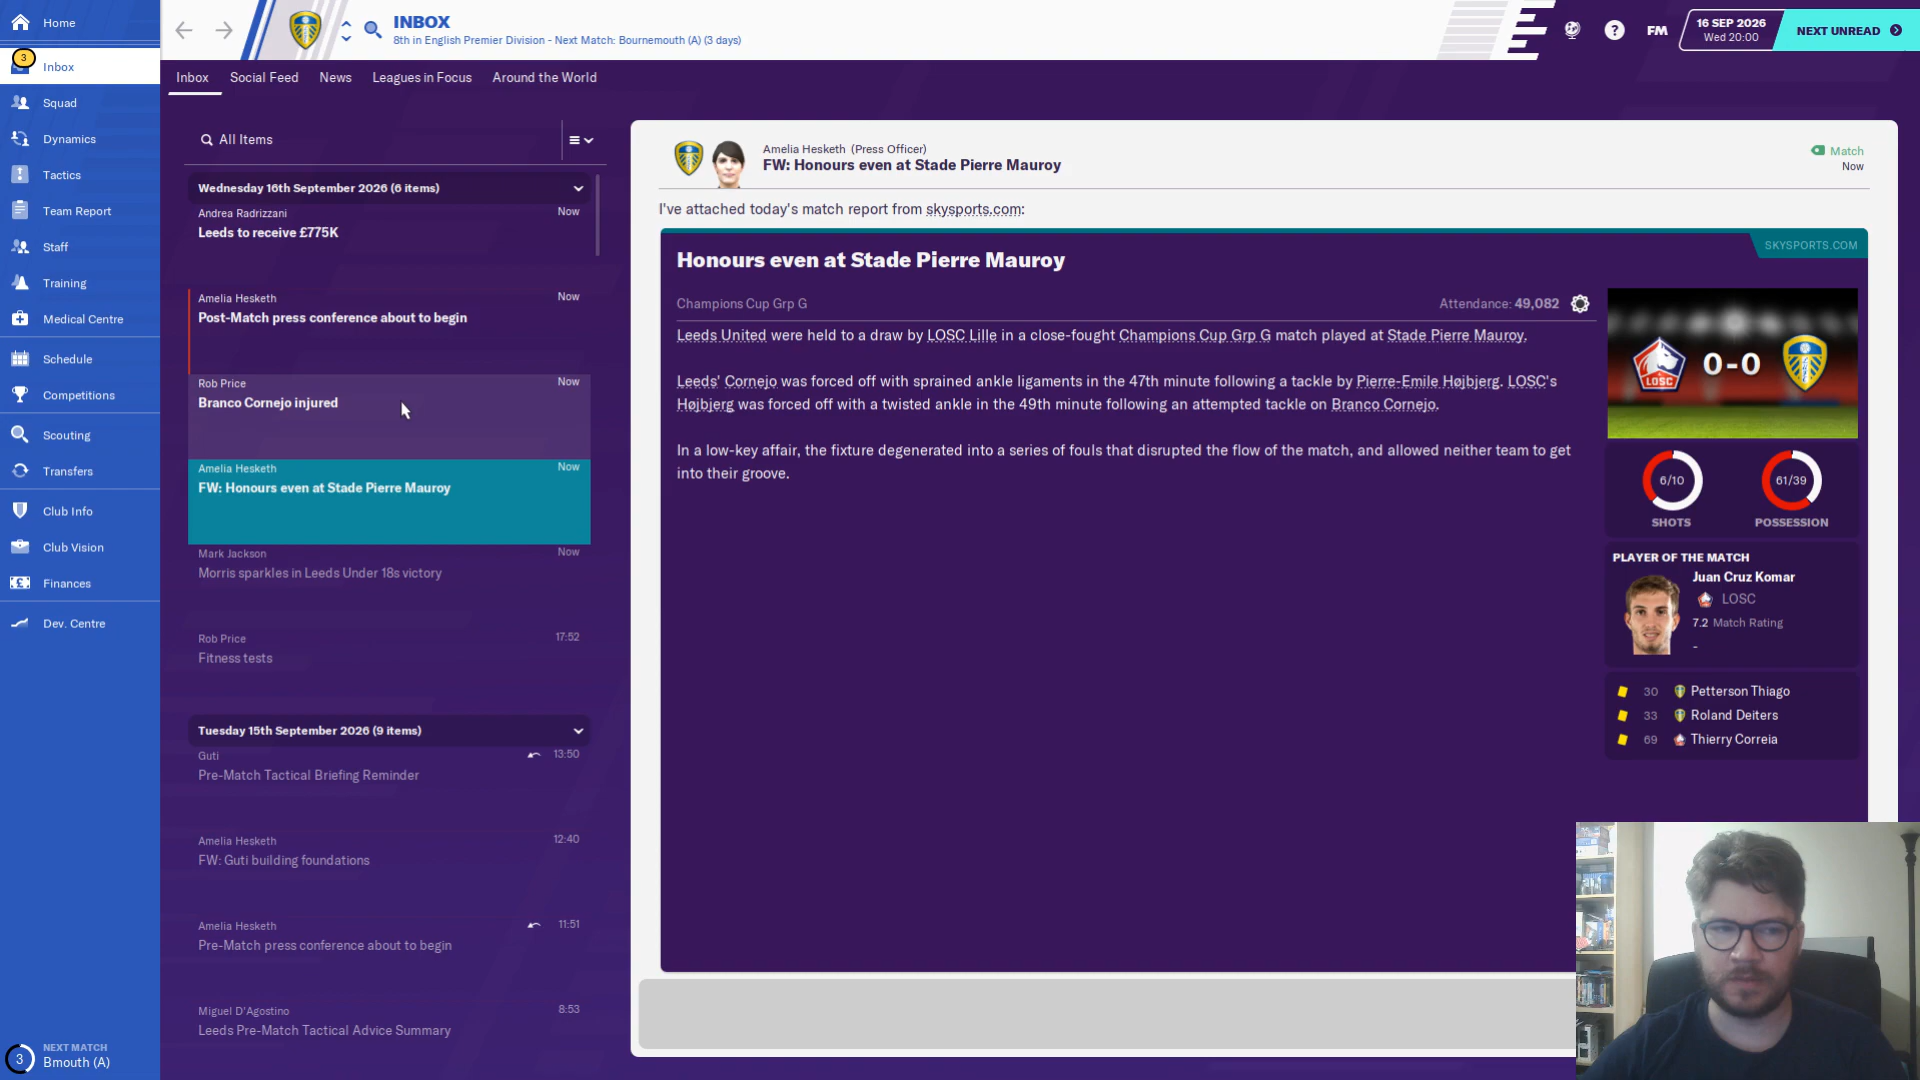 Home
3
Inbox
Squad
Dynamics
Tactics
Team Report
Staff
Training
Medical Centre
Schedule
Competitions
Scouting
Transfers
Club Info
Club Vision
Finances
Dev. Centre
3
NEXT MATCH
Bmouth (A)
INBOX
8th in English Premier Division - Next Match: Bournemouth (A) (3 days)
?
FM
16 SEP 2026
Wed 20:00
NEXT UNREAD
Inbox
Social Feed
News
Leagues in Focus
Around the World
All Items
Wednesday 16th September 2026 (6 items)
Andrea Radrizzani
Now
Leeds to receive £775K
Amelia Hesketh
Now
Post-Match press conference about to begin
Rob Price
Now
Branco Cornejo injured
Amelia Hesketh
Now
FW: Honours even at Stade Pierre Mauroy
Mark Jackson
Now
Morris sparkles in Leeds Under 18s victory
Rob Price
17:52
Fitness tests
Tuesday 15th September 2026 (9 items)
Guti
13:50
Pre-Match Tactical Briefing Reminder
Amelia Hesketh
12:40
FW: Guti building foundations
Amelia Hesketh
11:51
Pre-Match press conference about to begin
Miguel D'Agostino
8:53
Leeds Pre-Match Tactical Advice Summary
Amelia Hesketh (Press Officer)
FW: Honours even at Stade Pierre Mauroy
Match
Now
I've attached today's match report from skysports.com:
SKYSPORTS.COM
Honours even at Stade Pierre Mauroy
Champions Cup Grp G
Attendance: 49,082
Leeds United were held to a draw by LOSC Lille in a close-fought Champions Cup Grp G match played at Stade Pierre Mauroy.
Leeds' Cornejo was forced off with sprained ankle ligaments in the 47th minute following a tackle by Pierre-Emile Højbjerg. LOSC's
Højbjerg was forced off with a twisted ankle in the 49th minute following an attempted tackle on Branco Cornejo.
In a low-key affair, the fixture degenerated into a series of fouls that disrupted the flow of the match, and allowed neither team to get
into their groove.
LOSC
0-0
6/10
SHOTS
61/39
POSSESSION
PLAYER OF THE MATCH
Juan Cruz Komar
LOSC
7.2 Match Rating
-
30 Petterson Thiago
33 Roland Deiters
69 Thierry Correia